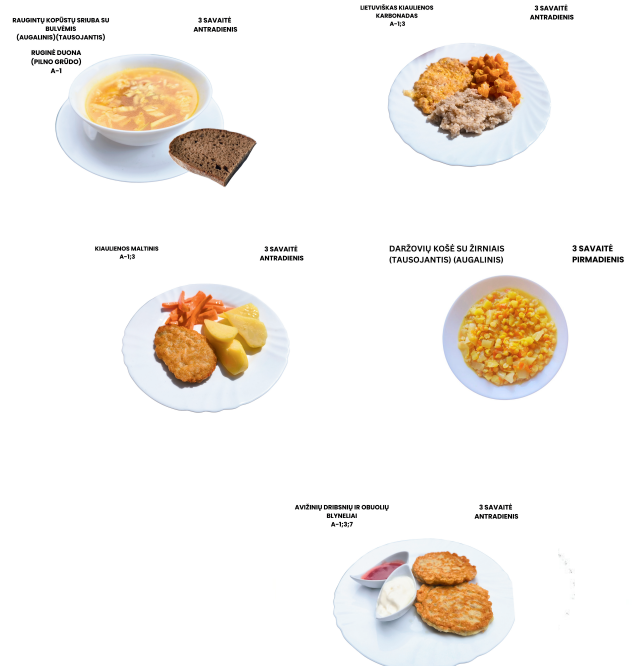 RAUGINTŲ KOPŪSTŲ SRIUBA SU
BULVĖMIS
(AUGALINIS)(TAUSOJANTIS)
RUGINĖ DUONA
(PILNO GRŪDO)
A-1
3 SAVAITĖ
ANTRADIENIS
LIETUVIŠKAS KIAULIENOS
KARBONADAS
A-1;3
3 SAVAITĖ
ANTRADIENIS
KIAULIENOS MALTINIS
A-1;3
3 SAVAITĖ
ANTRADIENIS
DARŽOVIŲ KOŠĖ SU ŽIRNIAIS
(TAUSOJANTIS) (AUGALINIS)
3 SAVAITĖ
PIRMADIENIS
AVIŽINIŲ DRIBSNIŲ IR OBUOLIŲ
BLYNELIAI
A-1;3;7
3 SAVAITĖ
ANTRADIENIS